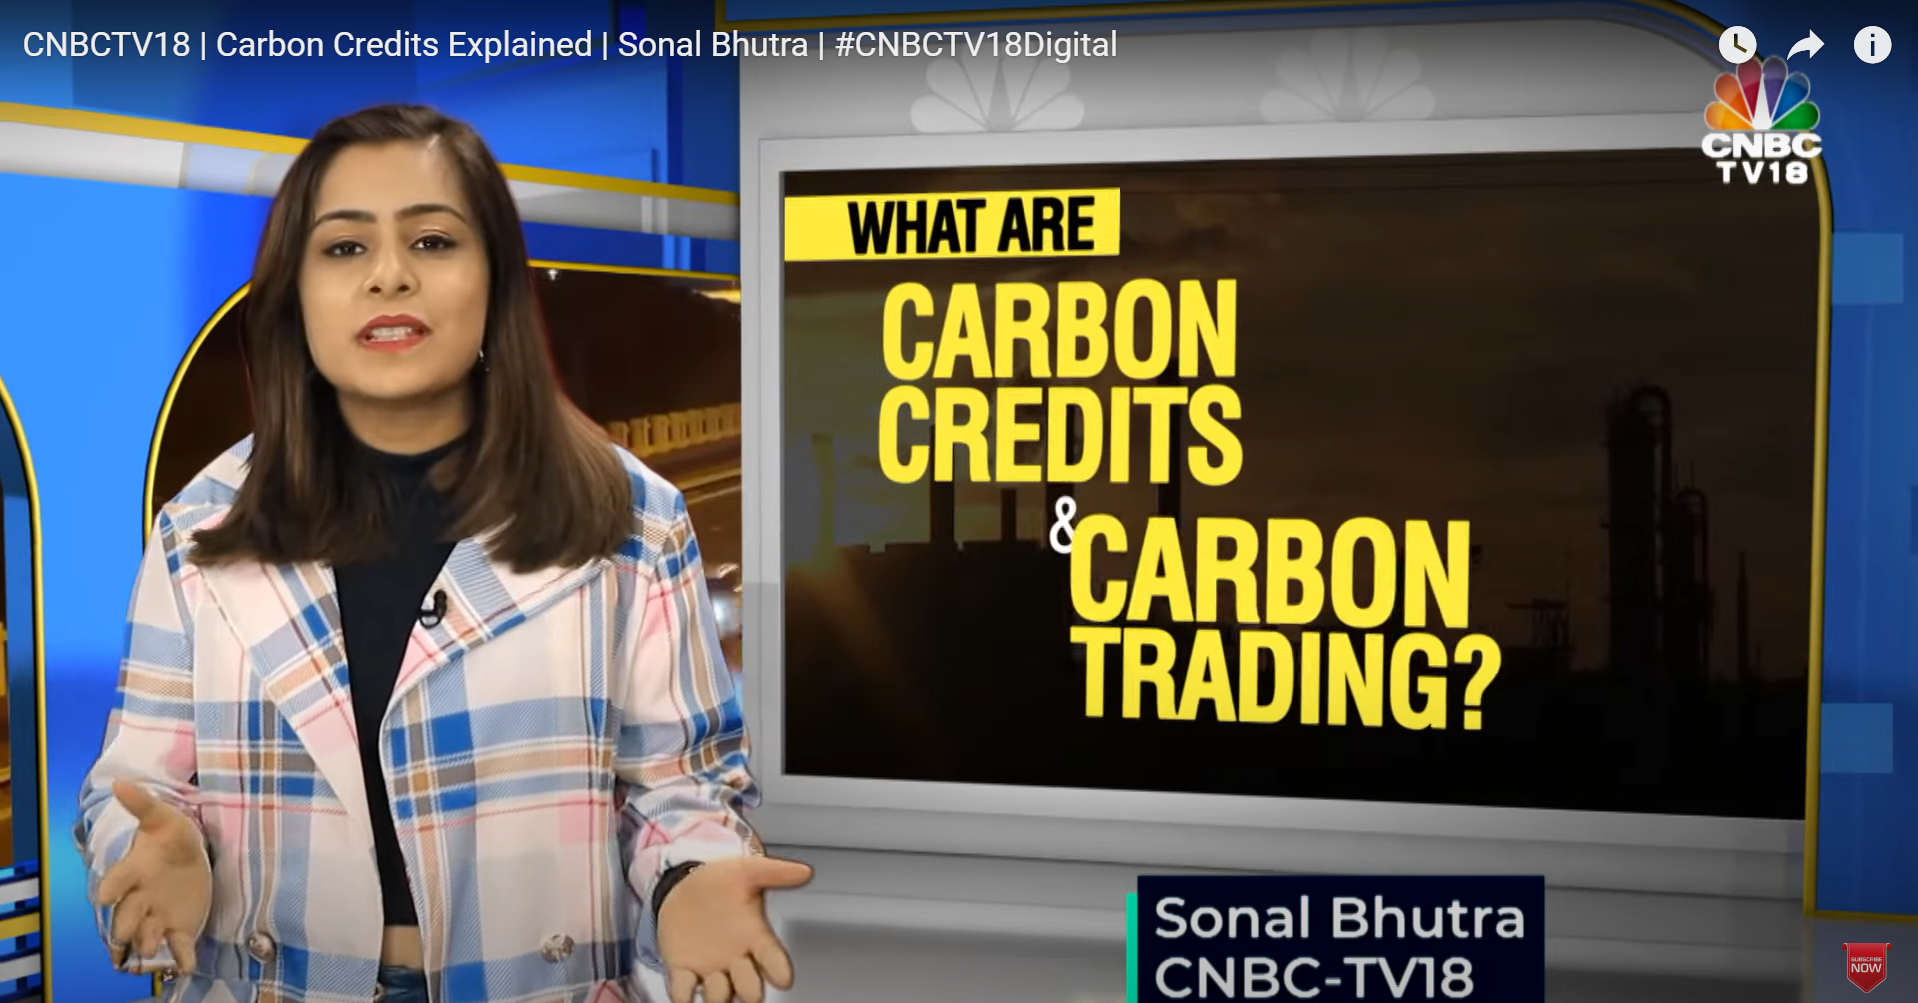 CNBCTV18 | Carbon Credits Explained | Sonal Bhutra | #CNBCTV18Digital
CNBC
TV18
WHAT ARE
CARBON
CREDITS
&
CARBON
TRADING?
Sonal Bhutra
CNBC-TV18
SUBSCRIBE
NOW